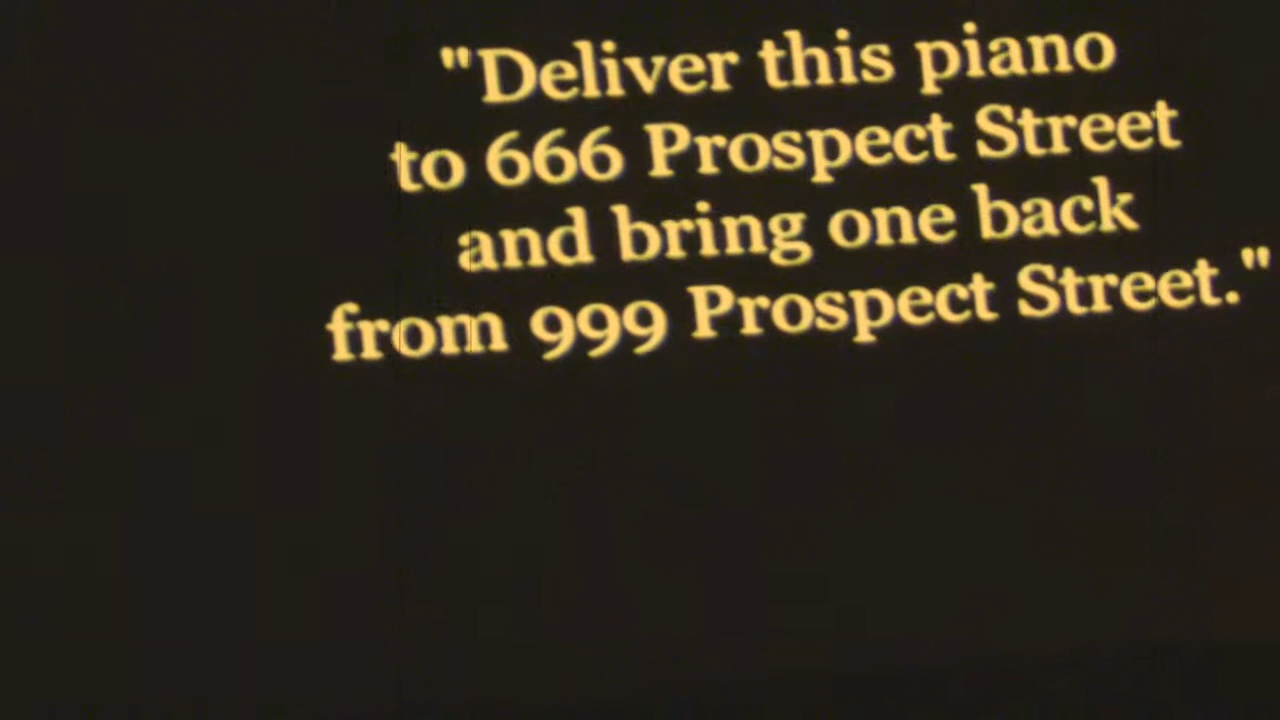 "Deliver this piano
to 666 Prospect Street
and bring one back
from 999 Prospect Street."